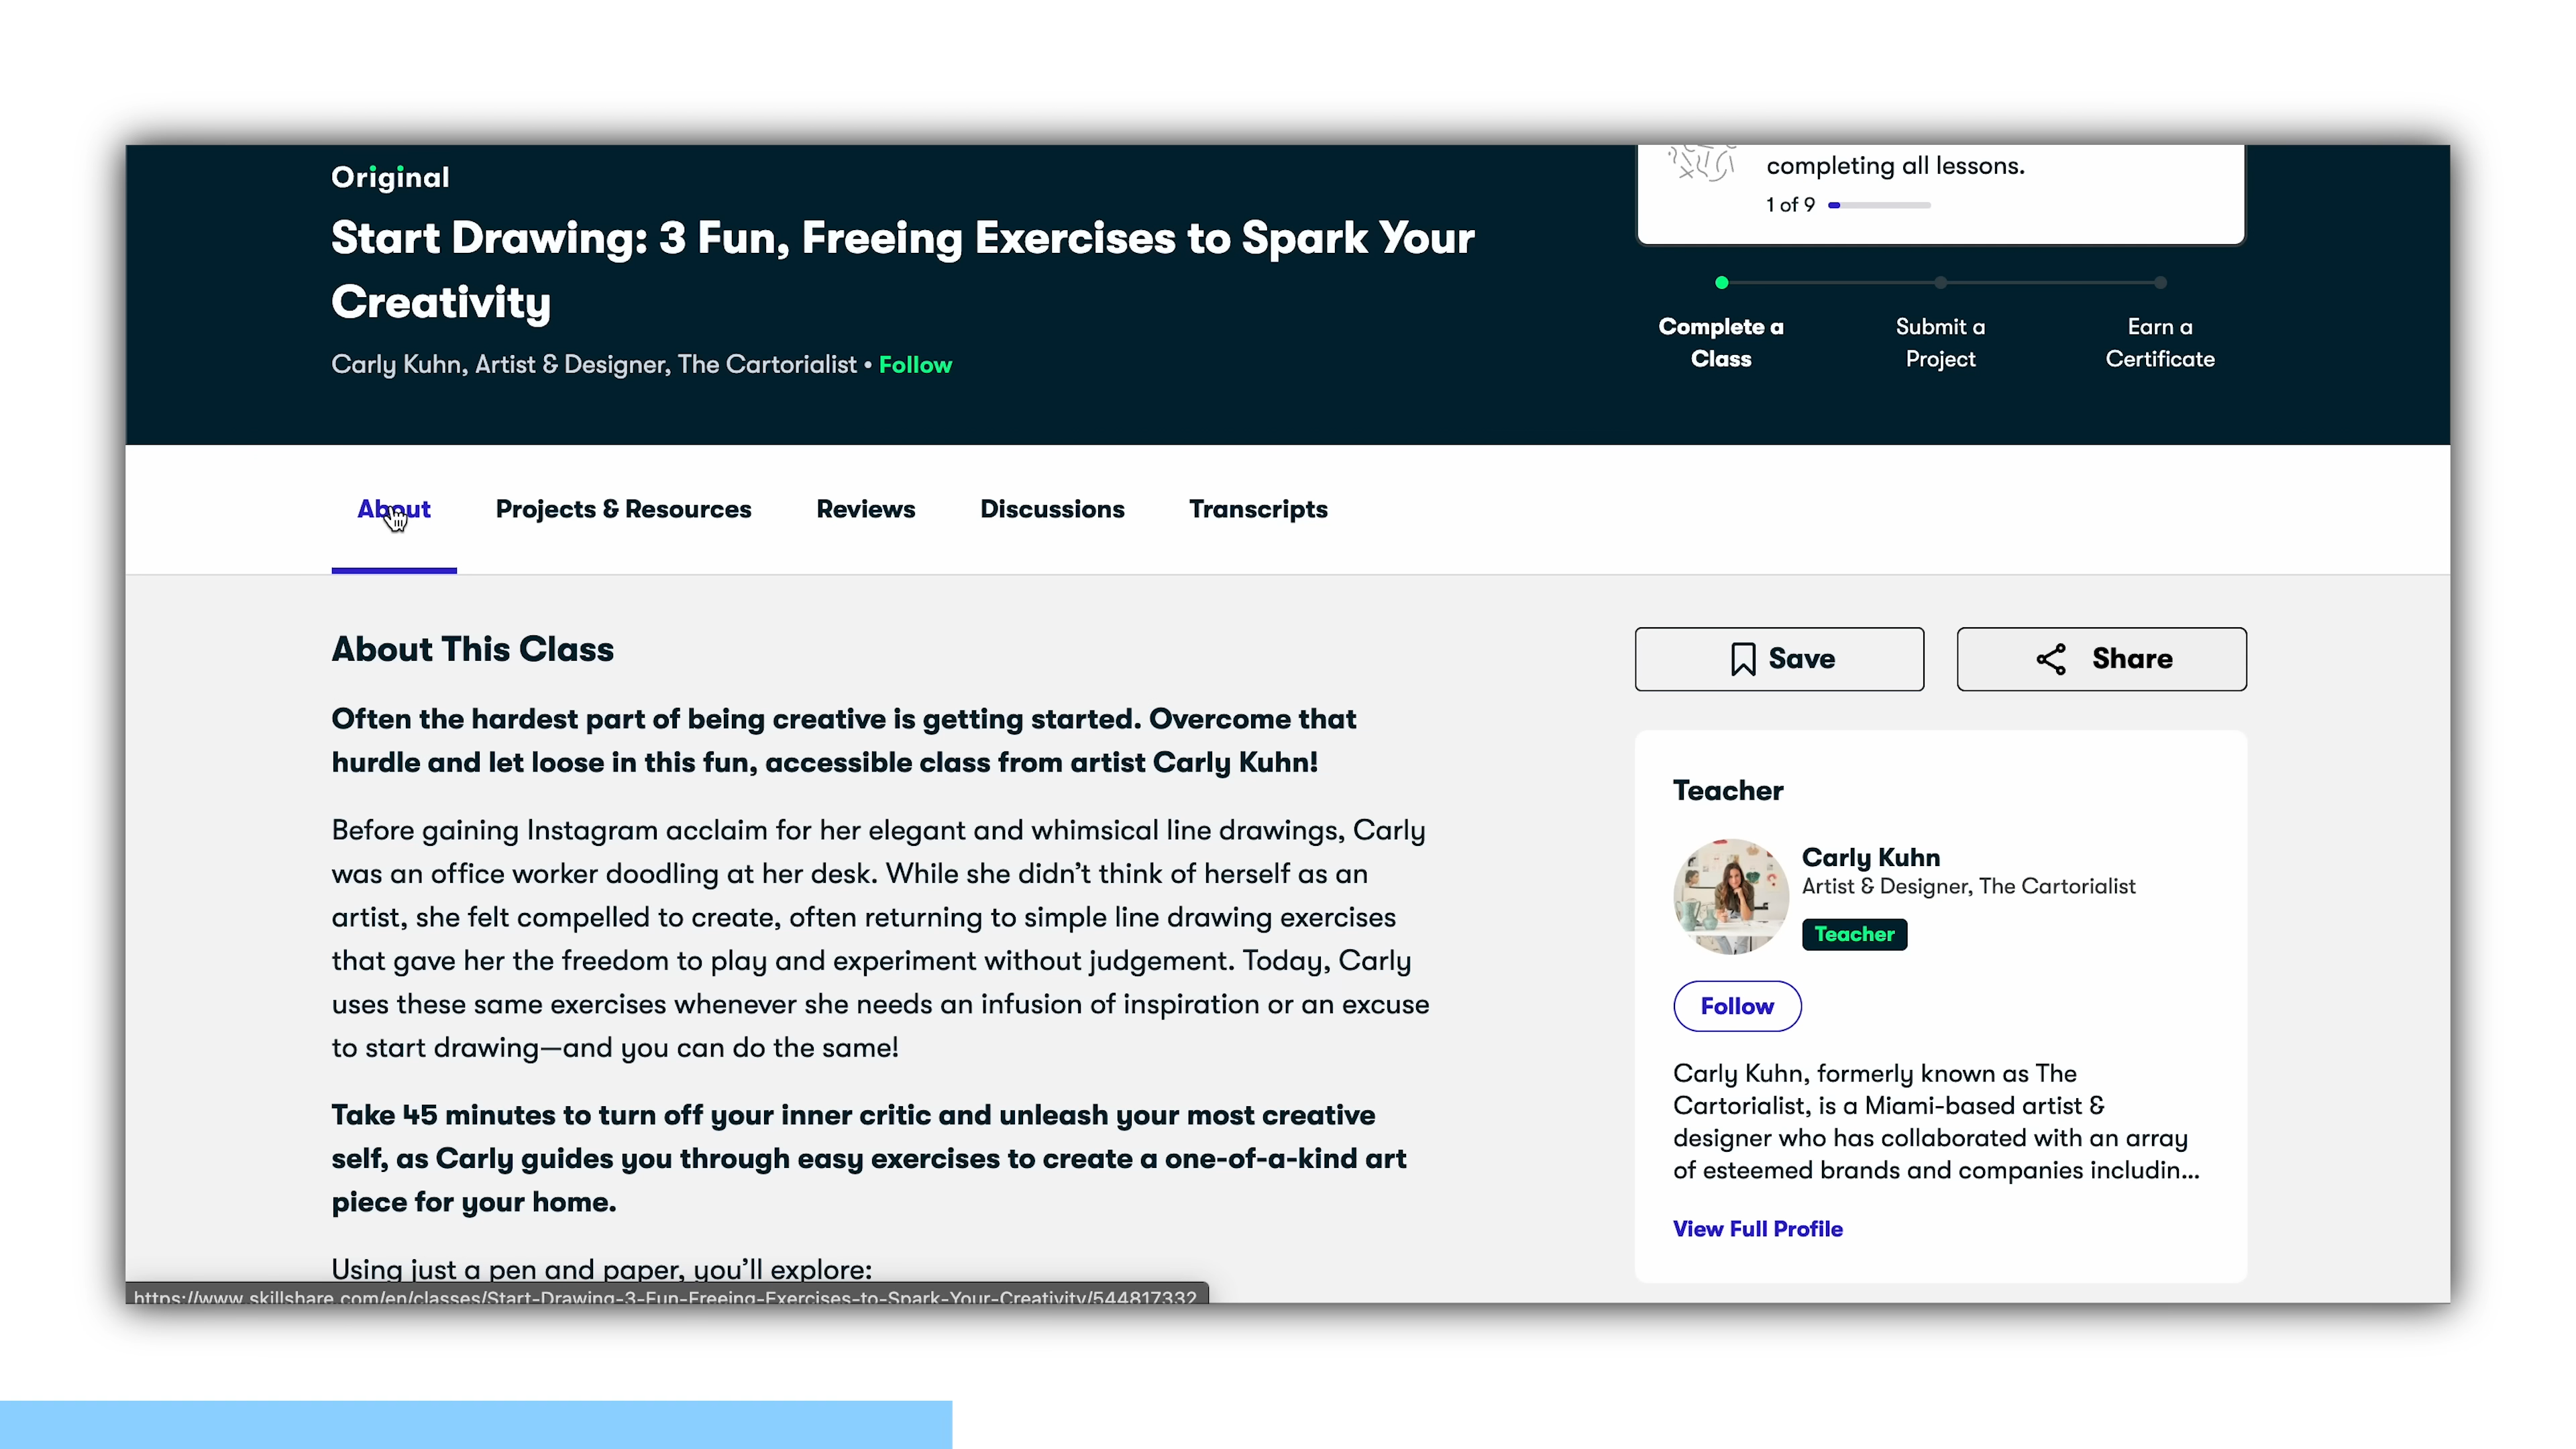 Original
Start Drawing: 3 Fun, Freeing Exercises to Spark Your
Creativity
Carly Kuhn, Artist & Designer, The Cartorialist • Follow
completing all lessons.
1 of 9
Complete a
Class
Submit a
Project
Earn a
Certificate
About
Projects & Resources
Reviews
Discussions
Transcripts
About This Class
Often the hardest part of being creative is getting started. Overcome that
hurdle and let loose in this fun, accessible class from artist Carly Kuhn!
Before gaining Instagram acclaim for her elegant and whimsical line drawings, Carly
was an office worker doodling at her desk. While she didn’t think of herself as an
artist, she felt compelled to create, often returning to simple line drawing exercises
that gave her the freedom to play and experiment without judgement. Today, Carly
uses these same exercises whenever she needs an infusion of inspiration or an excuse
to start drawing—and you can do the same!
Take 45 minutes to turn off your inner critic and unleash your most creative
self, as Carly guides you through easy exercises to create a one-of-a-kind art
piece for your home.
Using just a pen and paper, you’ll explore:
Save
Share
Teacher
Carly Kuhn
Artist & Designer, The Cartorialist
Teacher
Follow
Carly Kuhn, formerly known as The
Cartorialist, is a Miami-based artist &
designer who has collaborated with an array
of esteemed brands and companies includin...
View Full Profile
https://www.skillshare.com/en/classes/Start-Drawing-3-Fun-Freeing-Exercises-to-Spark-Your-Creativity/544817332